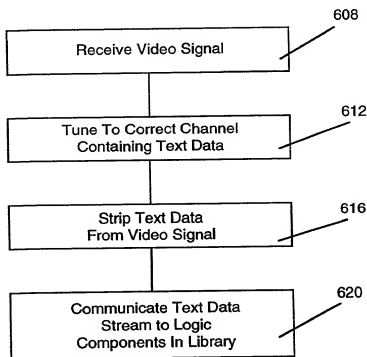 608
Receive Video Signal
612
Tune To Correct Channel
Containing Text Data
616
Strip Text Data
From Video Signal
620
Communicate Text Data
Stream to Logic
Components In Library